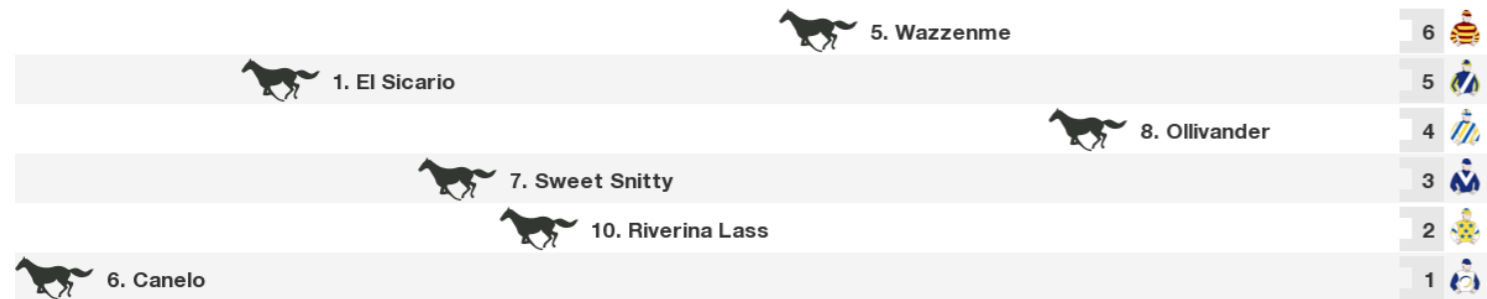 5. Wazzenme 6
1. El Sicario 5
8. Ollivander 4
7. Sweet Snitty 3
10. Riverina Lass 2
6. Canelo 1